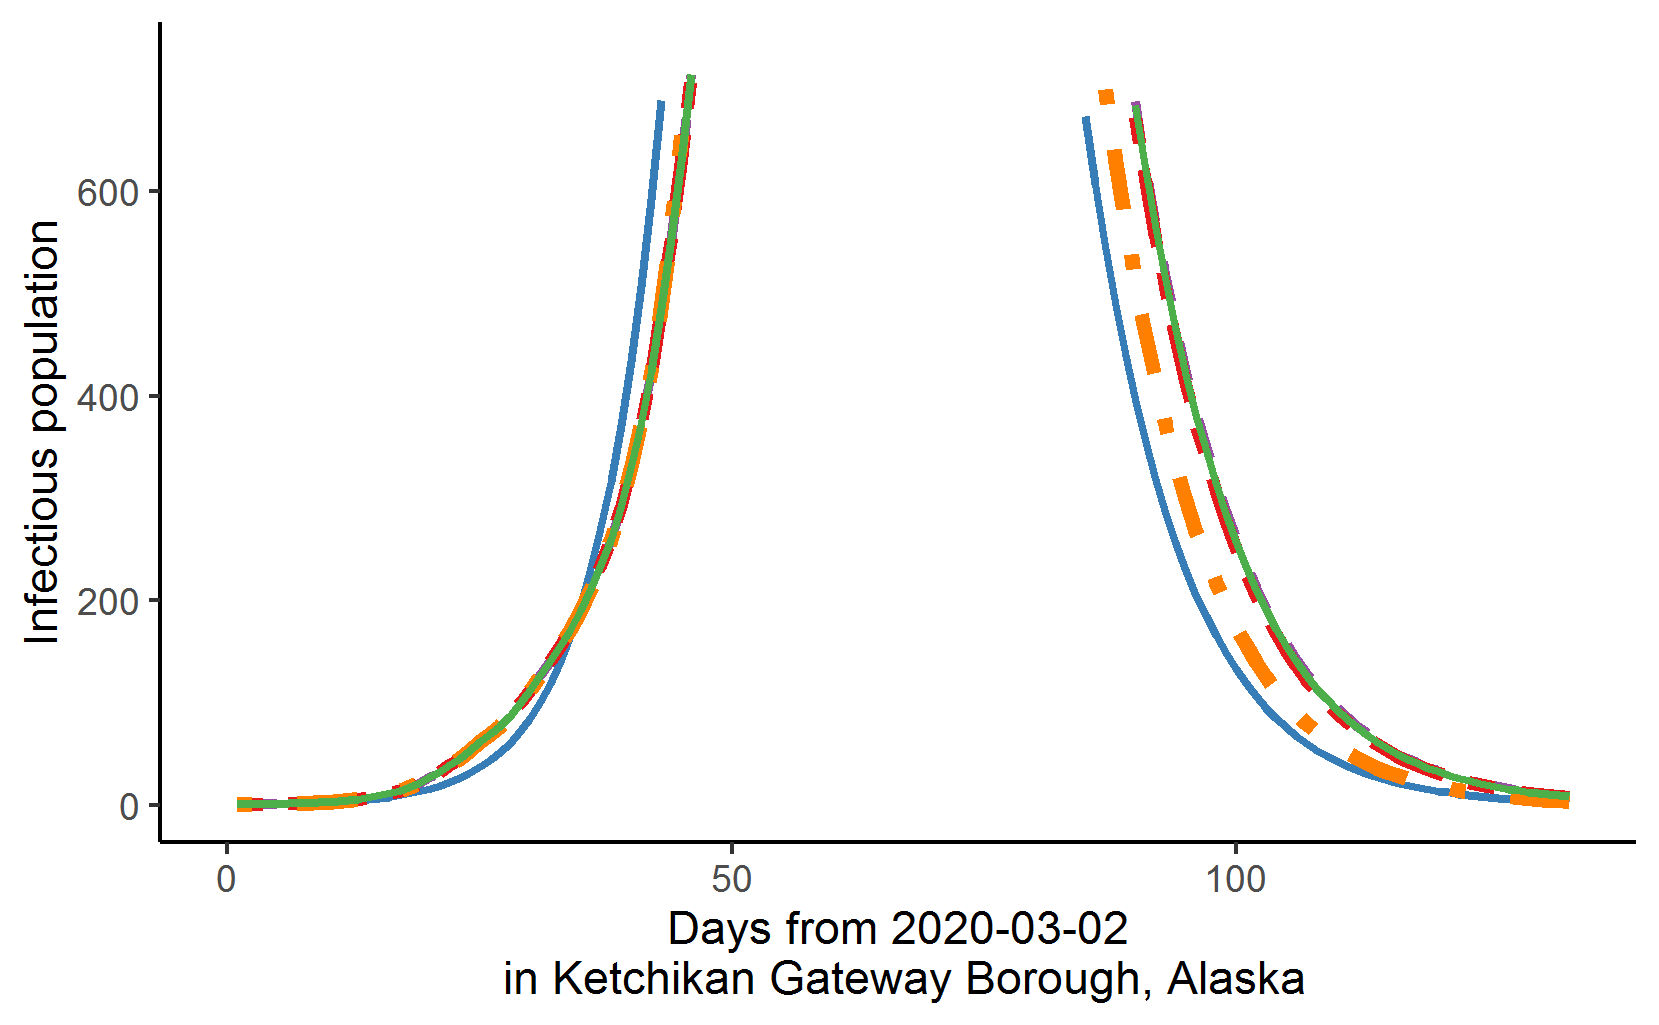 Infectious population
600
400
200
0
0
50
100
Days from 2020-03-02
in Ketchikan Gateway Borough, Alaska